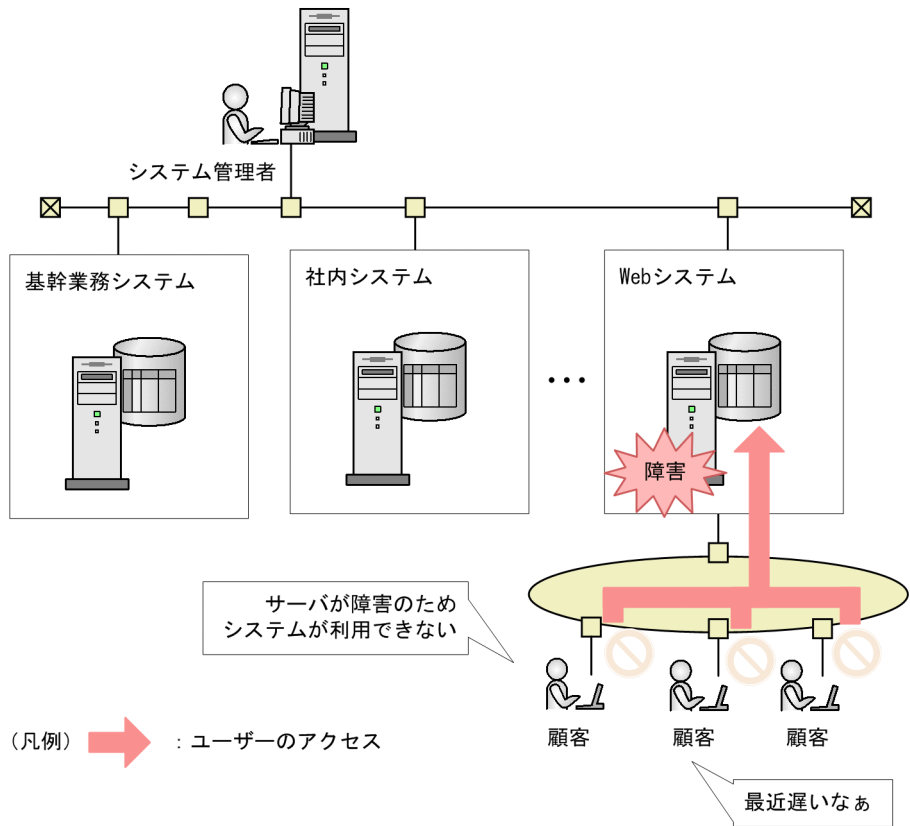 システム管理者
基幹業務システム
社内システム
Webシステム
・・・
障害
サーバが障害のため
システムが利用できない
顧客
顧客
顧客
(凡例)
：ユーザーのアクセス
最近遅いなぁ